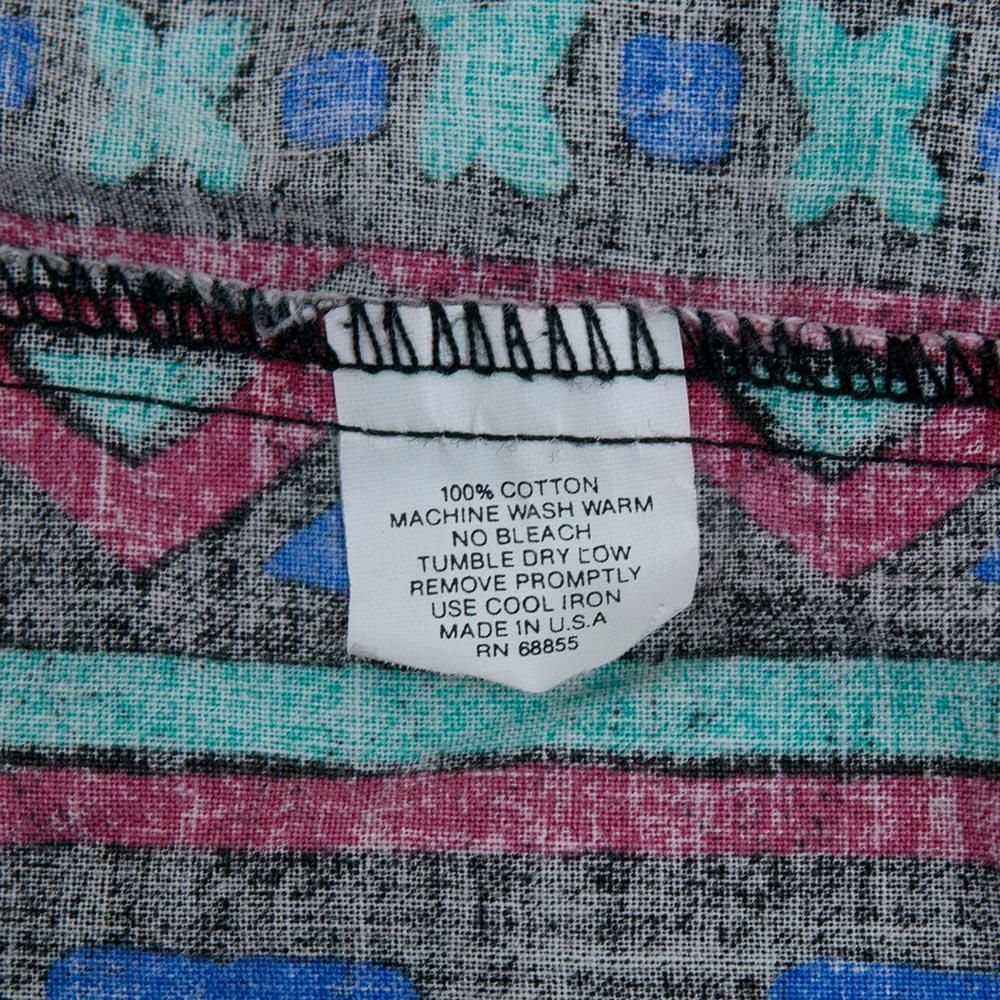 100% COTTON
MACHINE WASH WARM
NO BLEACH
TUMBLE DRY LOW
REMOVE PROMPTLY
USE COOL IRON
MADE IN U.S.A
RN 68855